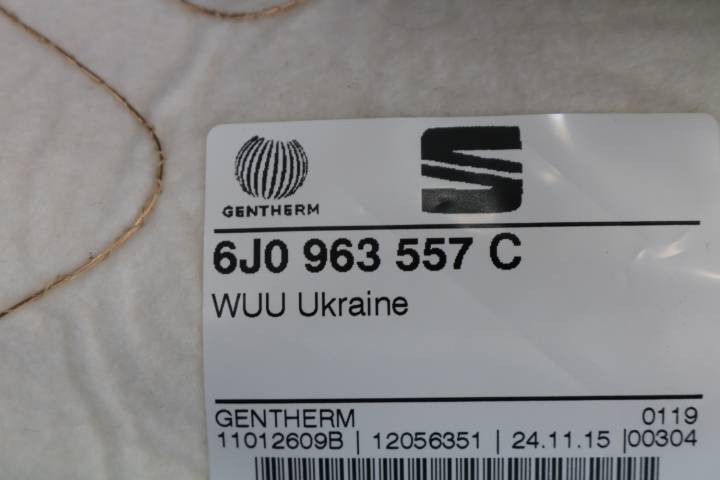 GENTHERM
6J0 963 557 C
WUU Ukraine
GENTHERM 0119
11012609B | 12056351 | 24.11.15 |00304